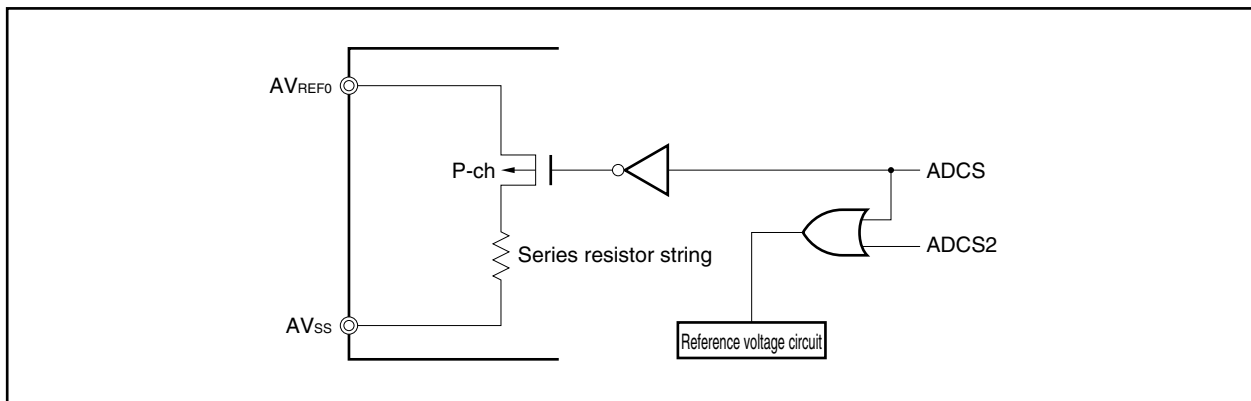 AVREF0
P-ch
ADCS
ADCS2
Series resistor string
AVSS
Reference voltage circuit